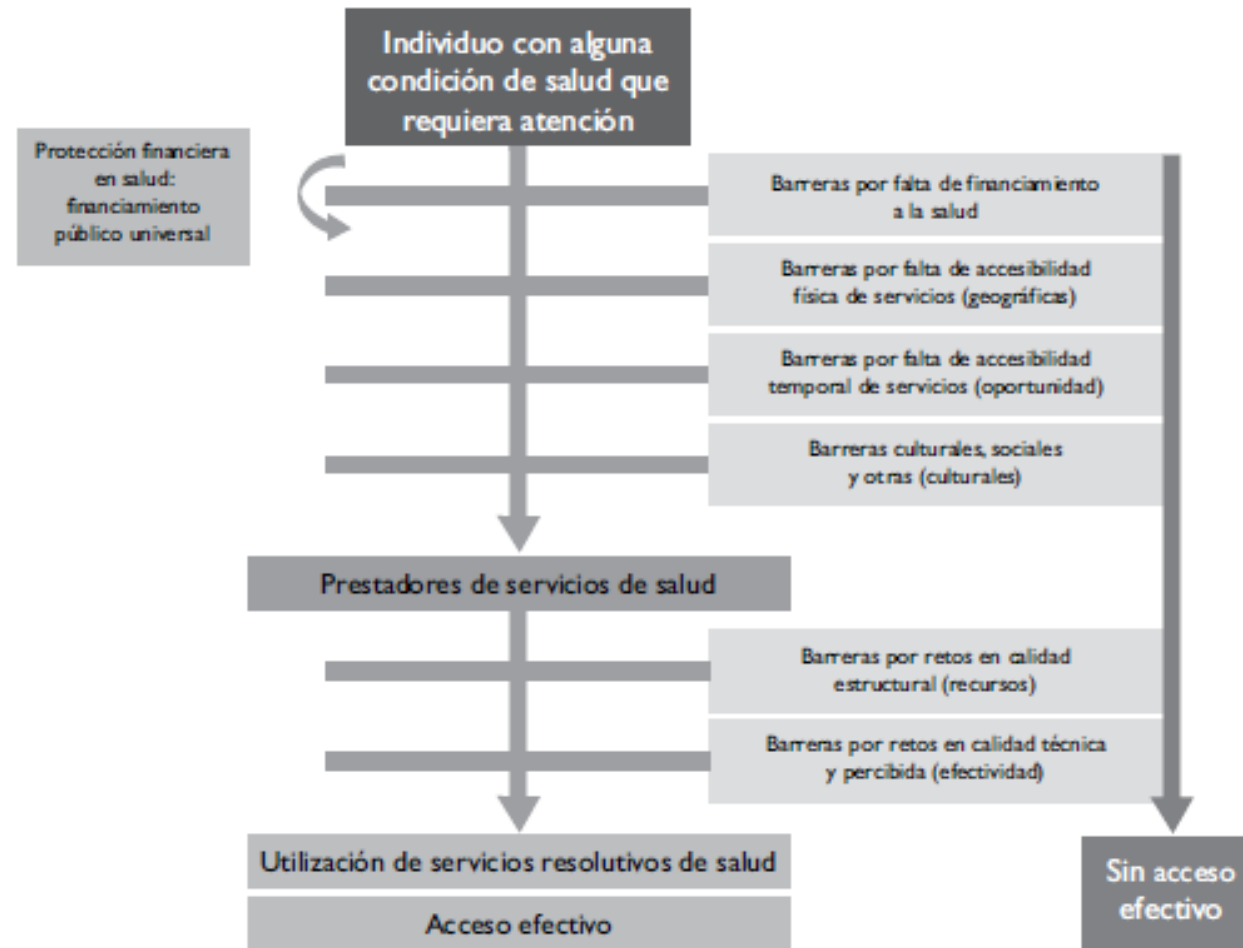 Individuo con alguna
condición de salud que
requiera atención
Protección financiera
en salud:
financiamiento
público universal
Barreras por falta de financiamiento
a la salud
Barreras por falta de accesibilidad
física de servicios (geográficas)
Barreras por falta de accesibilidad
temporal de servicios (oportunidad)
Barreras culturales, sociales
y otras (culturales)
Prestadores de servicios de salud
Barreras por retos en calidad
estructural (recursos)
Barreras por retos en calidad técnica
y percibida (efectividad)
Utilización de servicios resolutivos de salud
Acceso efectivo
Sin acceso
efectivo